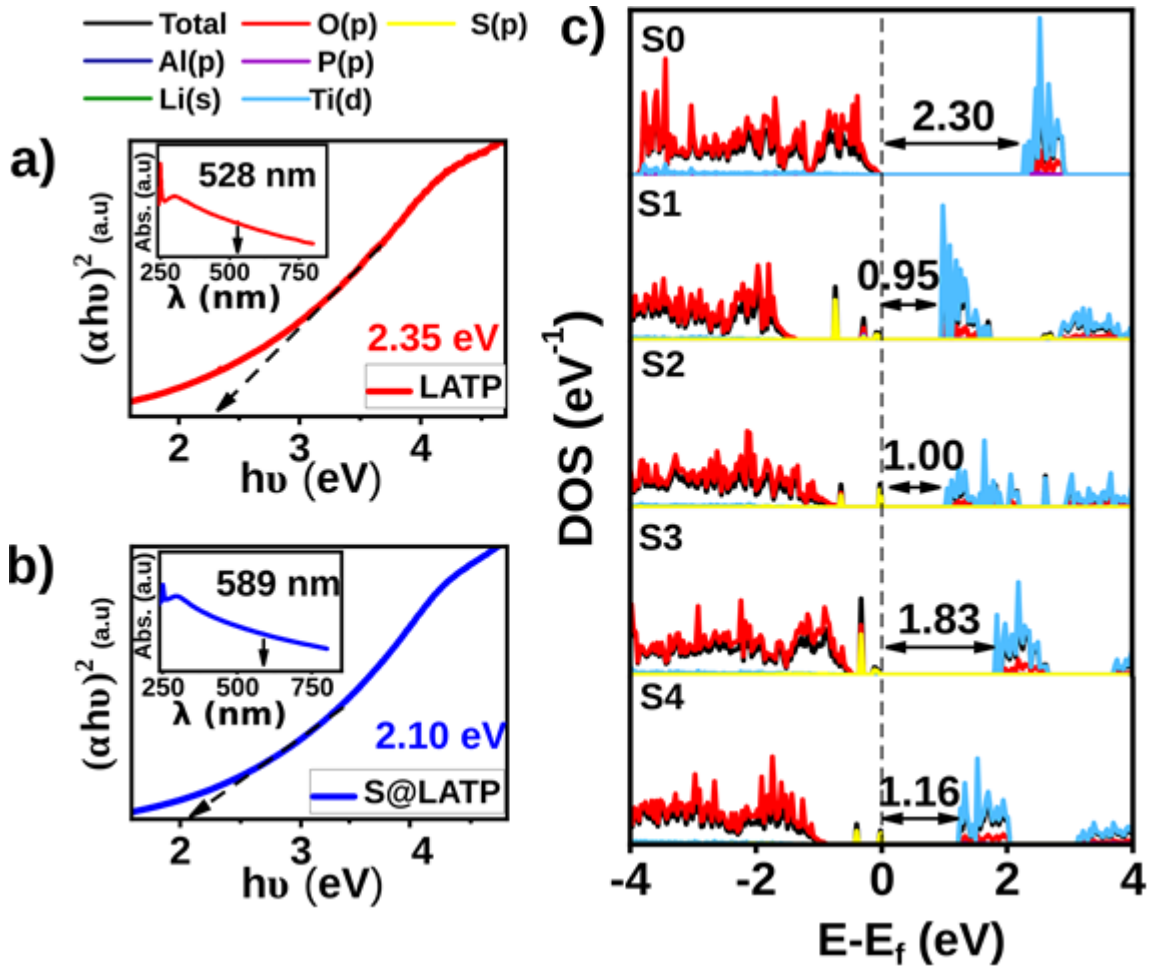 Total O(p) S(p)
Al(p) P(p)
Li(s) Ti(d)
a)
(αhυ)² (a.u)
Abs. (a.u)
528 nm
250 500 750
λ (nm)
2.35 eV
LATP
2 3 4
hυ (eV)
b)
(αhυ)² (a.u)
Abs. (a.u)
589 nm
250 500 750
λ (nm)
2.10 eV
S@LATP
2 3 4
hυ (eV)
c)
DOS (eV⁻¹)
S0
2.30
S1
0.95
S2
1.00
S3
1.83
S4
1.16
-4 -2 0 2 4
E-E_f (eV)